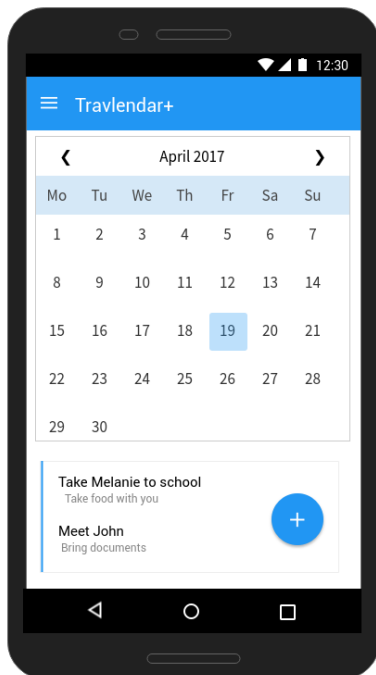 12:30
Travlendar+
❮ April 2017 ❯
Mo Tu We Th Fr Sa Su
1 2 3 4 5 6 7
8 9 10 11 12 13 14
15 16 17 18 19 20 21
22 23 24 25 26 27 28
29 30
Take Melanie to school
Take food with you
Meet John
Bring documents
+